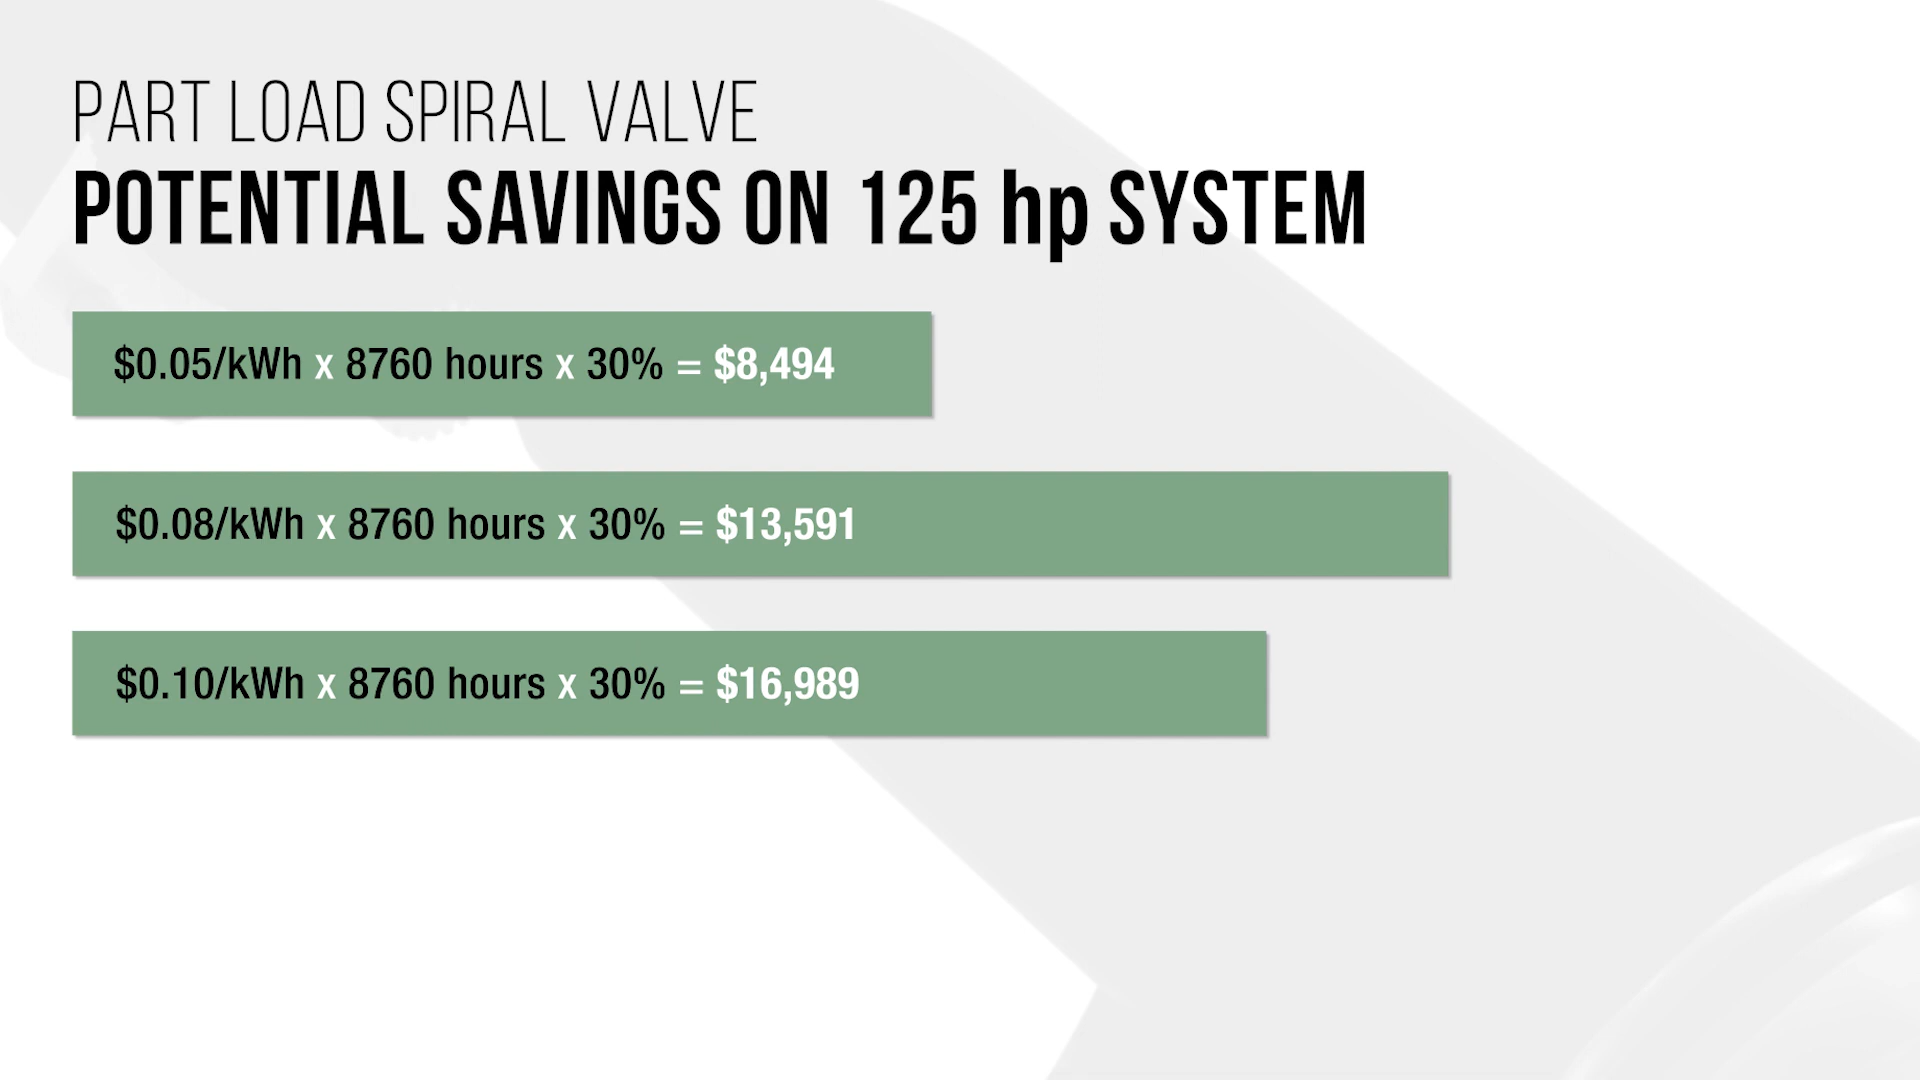 PART LOAD SPIRAL VALVE
POTENTIAL SAVINGS ON 125 hp SYSTEM
$0.05/kWh x 8760 hours x 30% = $8,494
$0.08/kWh x 8760 hours x 30% = $13,591
$0.10/kWh x 8760 hours x 30% = $16,989